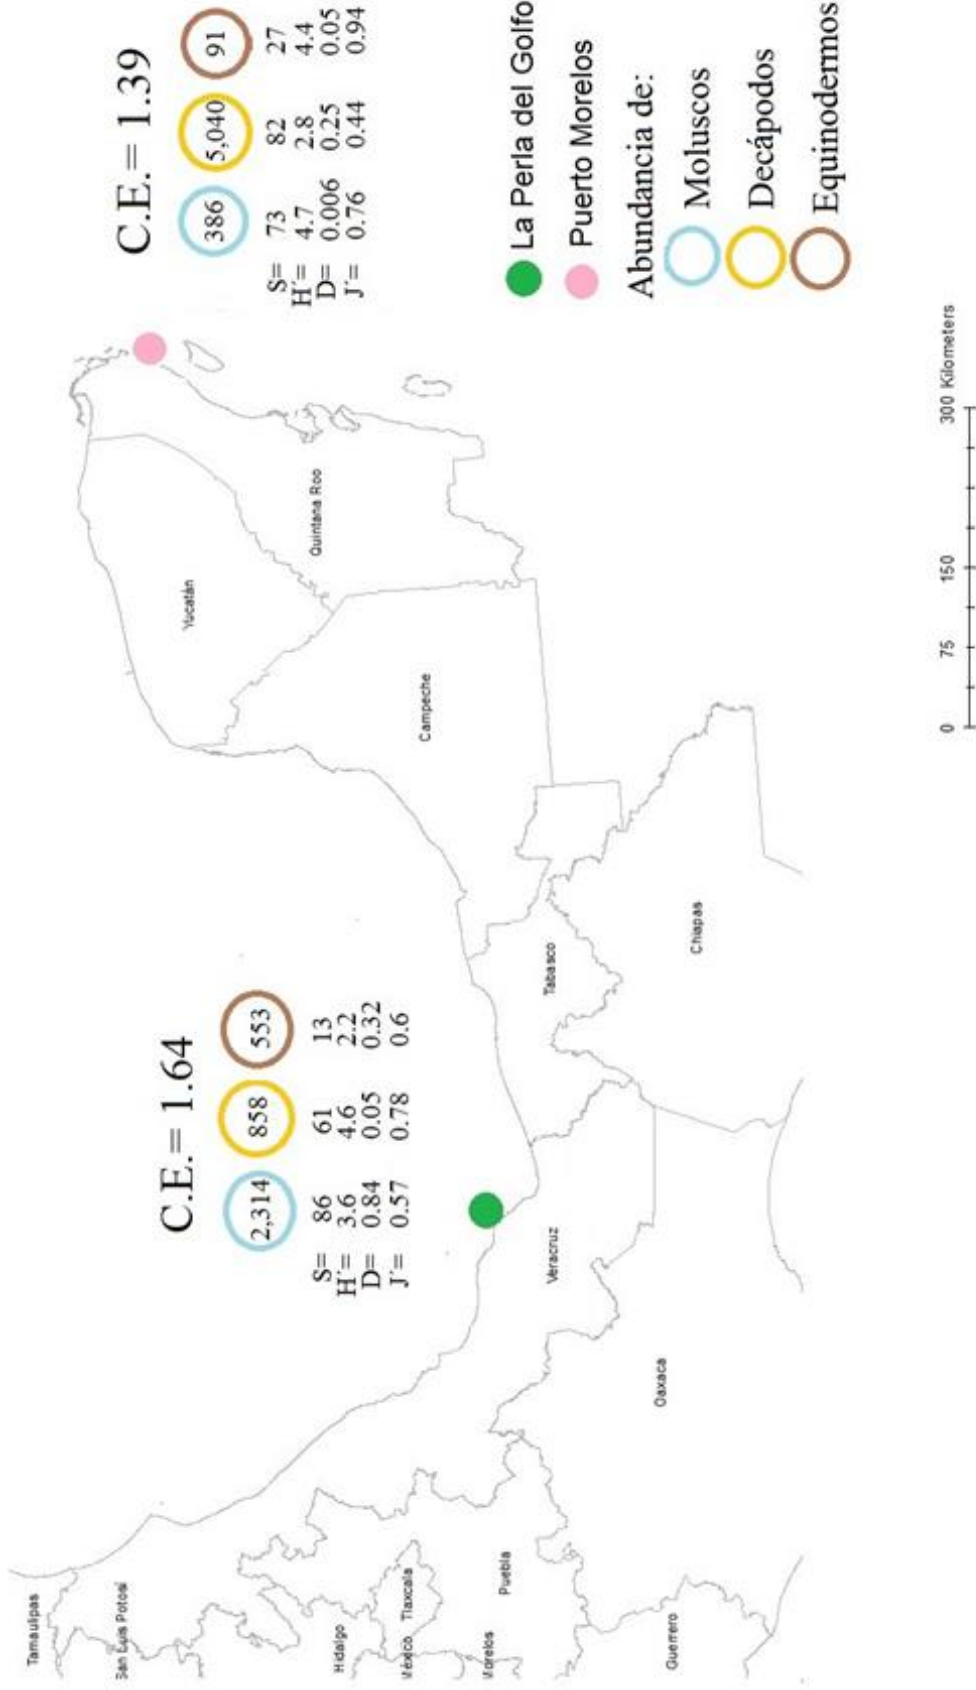 C.E.= 1.64
2,314 858 553
S= 86 61 13
H´= 3.6 4.6 2.2
D= 0.84 0.05 0.32
J´= 0.57 0.78 0.6
C.E.= 1.39
386 5,040 91
S= 73 82 27
H´= 4.7 2.8 4.4
D= 0.006 0.25 0.05
J´= 0.76 0.44 0.94
Tamaulipas
San Luis Potosí
Hidalgo
México Tlaxcala
Morelos
Puebla
Guerrero
Oaxaca
Veracruz
Tabasco
Chiapas
Campeche
Yucatán
Quintana Roo
La Perla del Golfo
Puerto Morelos
Abundancia de:
Moluscos
Decápodos
Equinodermos
0 75 150 300 Kilometers